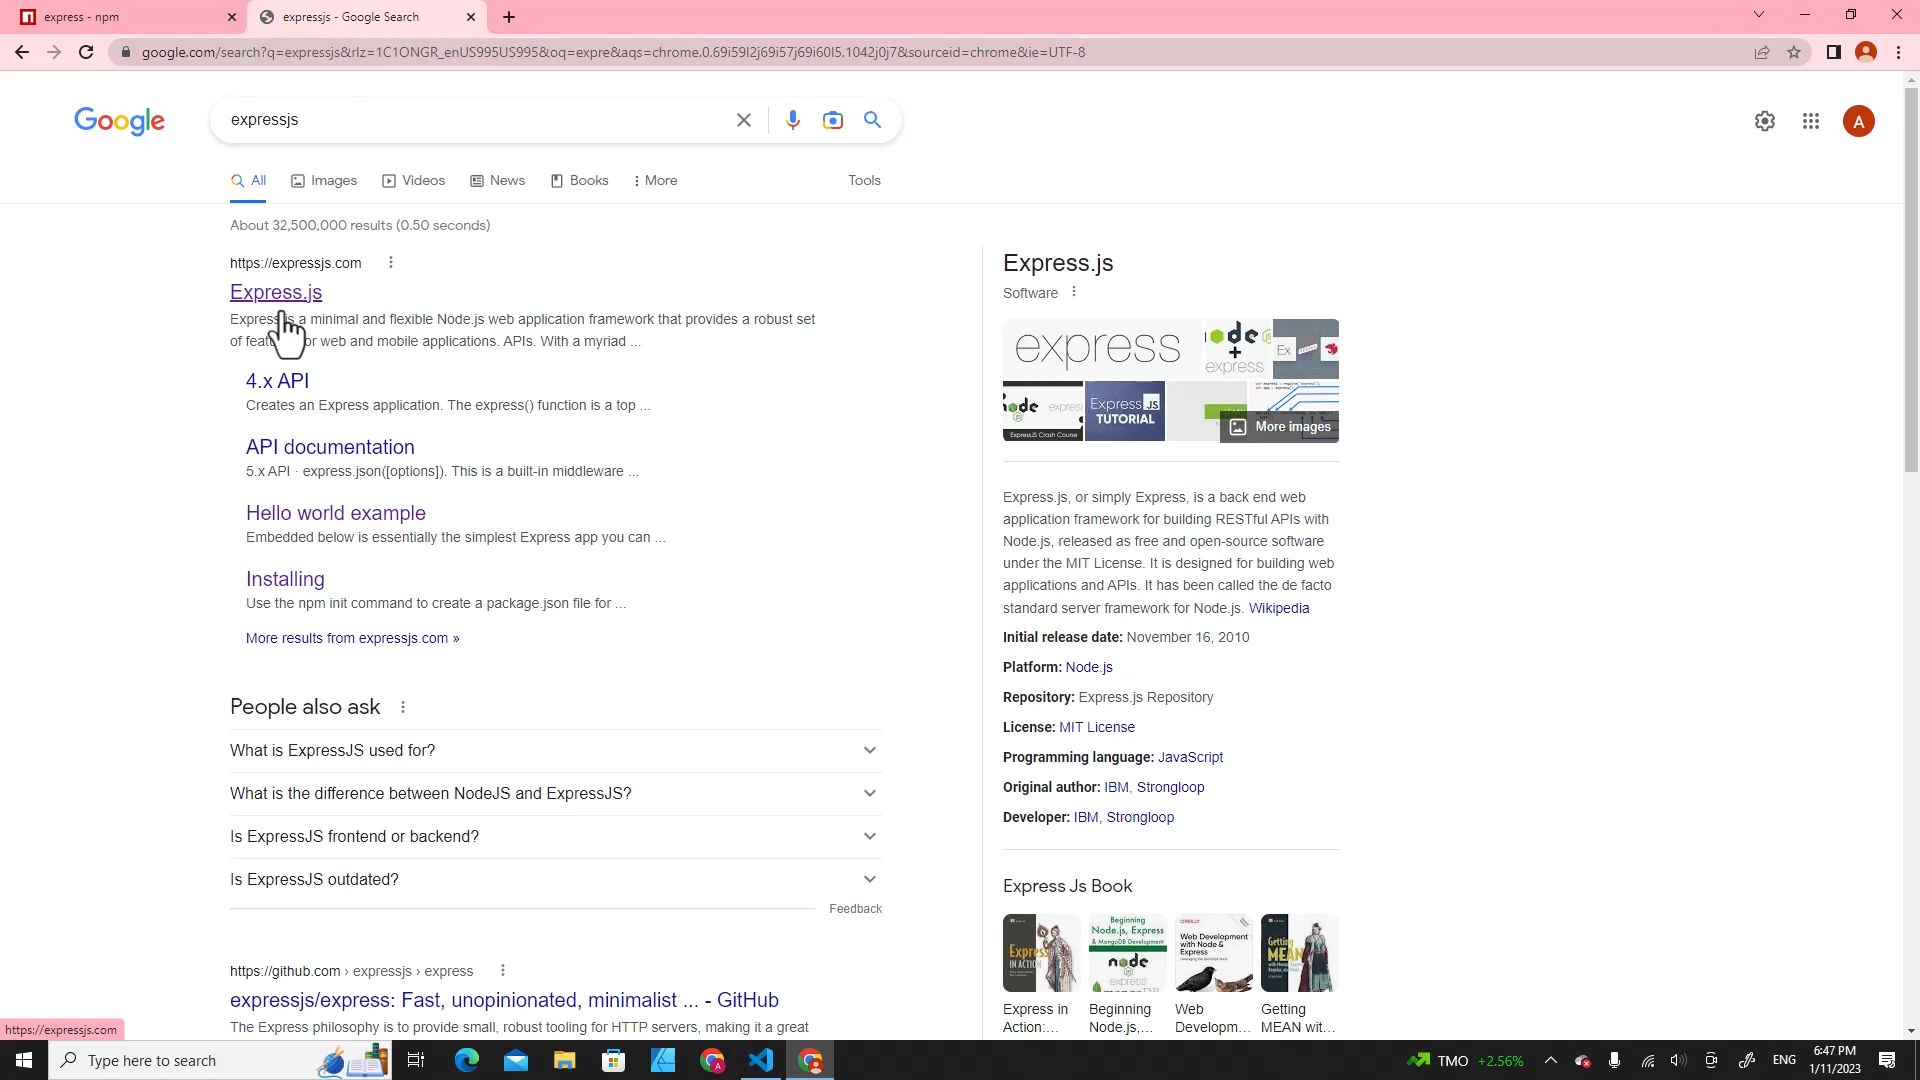 express - npm
expressjs - Google Search
google.com/search?q=expressjs&rlz=1C1ONGR_enUS995US995&oq=expre&aqs=chrome.0.69i59l2j69i57j69i60l5.1042j0j7&sourceid=chrome&ie=UTF-8
Google
expressjs
A
All
Images
Videos
News
Books
More
Tools
About 32,500,000 results (0.50 seconds)
https://expressjs.com
Express.js
Express is a minimal and flexible Node.js web application framework that provides a robust set
of features for web and mobile applications. APIs. With a myriad ...
4.x API
Creates an Express application. The express() function is a top ...
API documentation
5.x API · express.json([options]). This is a built-in middleware ...
Hello world example
Embedded below is essentially the simplest Express app you can ...
Installing
Use the npm init command to create a package.json file for ...
More results from expressjs.com »
People also ask
What is ExpressJS used for?
What is the difference between NodeJS and ExpressJS?
Is ExpressJS frontend or backend?
Is ExpressJS outdated?
Feedback
https://github.com › expressjs › express
expressjs/express: Fast, unopinionated, minimalist ... - GitHub
The Express philosophy is to provide small, robust tooling for HTTP servers, making it a great
Express.js
Software
express
node
+
express
Ex
node
express
ExpressJS Crash Course
Express JS
TUTORIAL
More images
Express.js, or simply Express, is a back end web
application framework for building RESTful APIs with
Node.js, released as free and open-source software
under the MIT License. It is designed for building web
applications and APIs. It has been called the de facto
standard server framework for Node.js. Wikipedia
Initial release date: November 16, 2010
Platform: Node.js
Repository: Express.js Repository
License: MIT License
Programming language: JavaScript
Original author: IBM, Strongloop
Developer: IBM, Strongloop
Express Js Book
Express
IN ACTION
Beginning
Node.js, Express
& MongoDB Development
node
express
O'REILLY
Web Development
with Node &
Express
Getting
MEAN
Express in
Action:...
Beginning
Node.js,...
Web
Developm...
Getting
MEAN wit...
https://expressjs.com
Type here to search
TMO +2.56%
ENG
6:47 PM
1/11/2023